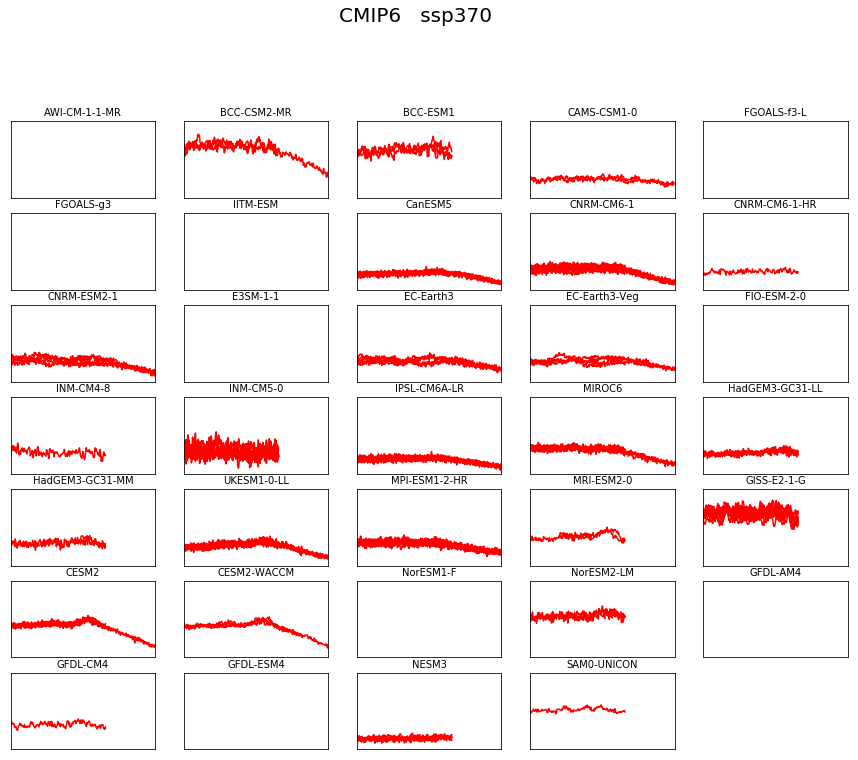 CMIP6 ssp370
AWI-CM-1-1-MR BCC-CSM2-MR BCC-ESM1 CAMS-CSM1-0 FGOALS-f3-L
FGOALS-g3 IITM-ESM CanESM5 CNRM-CM6-1 CNRM-CM6-1-HR
CNRM-ESM2-1 E3SM-1-1 EC-Earth3 EC-Earth3-Veg FIO-ESM-2-0
INM-CM4-8 INM-CM5-0 IPSL-CM6A-LR MIROC6 HadGEM3-GC31-LL
HadGEM3-GC31-MM UKESM1-0-LL MPI-ESM1-2-HR MRI-ESM2-0 GISS-E2-1-G
CESM2 CESM2-WACCM NorESM1-F NorESM2-LM GFDL-AM4
GFDL-CM4 GFDL-ESM4 NESM3 SAM0-UNICON